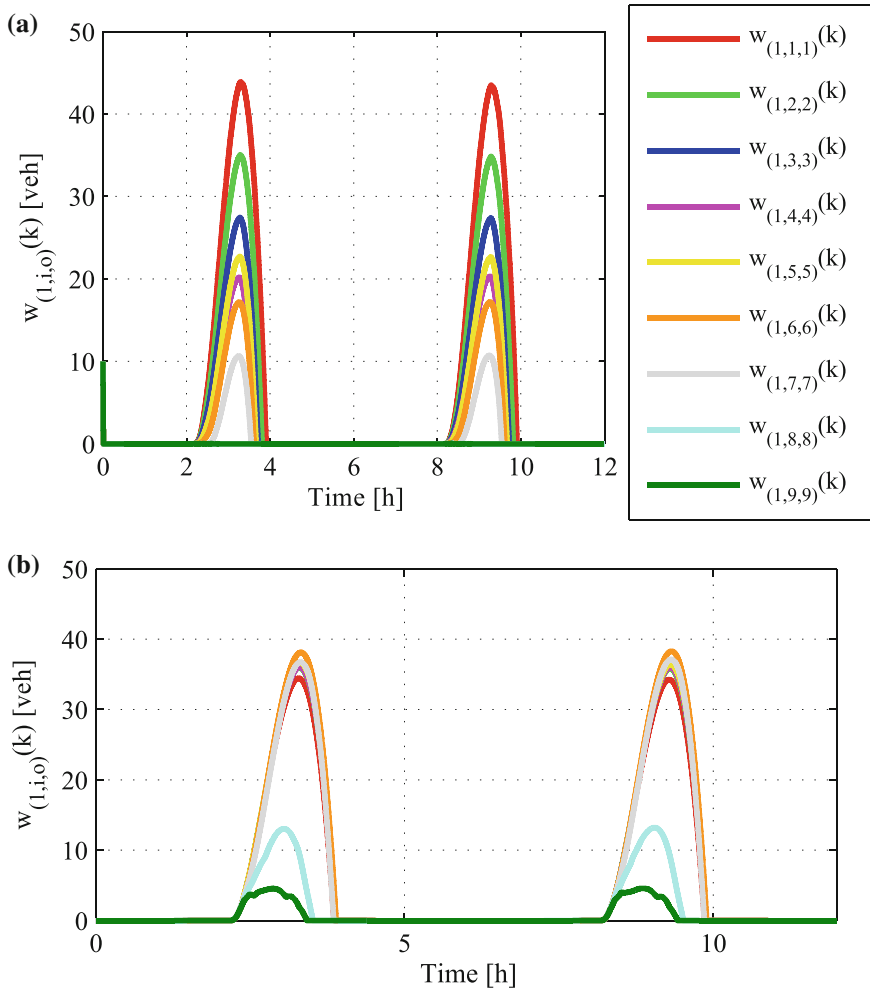 (a)
50
40
30
20
10
0
w(1,i,o)(k) [veh]
0 2 4 6 8 10 12
Time [h]
w(1,1,1)(k)
w(1,2,2)(k)
w(1,3,3)(k)
w(1,4,4)(k)
w(1,5,5)(k)
w(1,6,6)(k)
w(1,7,7)(k)
w(1,8,8)(k)
w(1,9,9)(k)
(b)
50
40
30
20
10
0
w(1,i,o)(k) [veh]
0 5 10
Time [h]